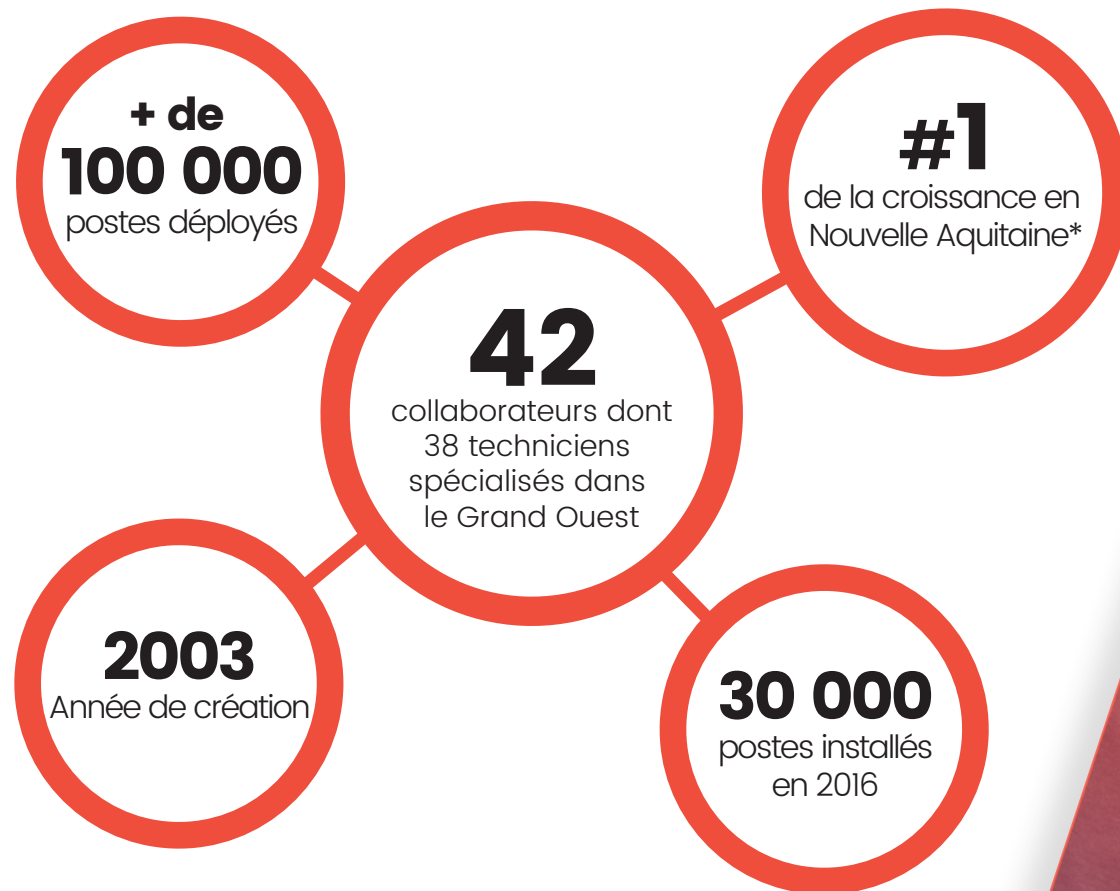 + de
100 000
postes déployés
#1
de la croissance en
Nouvelle Aquitaine*
42
collaborateurs dont
38 techniciens
spécialisés dans
le Grand Ouest
2003
Année de création
30 000
postes installés
en 2016